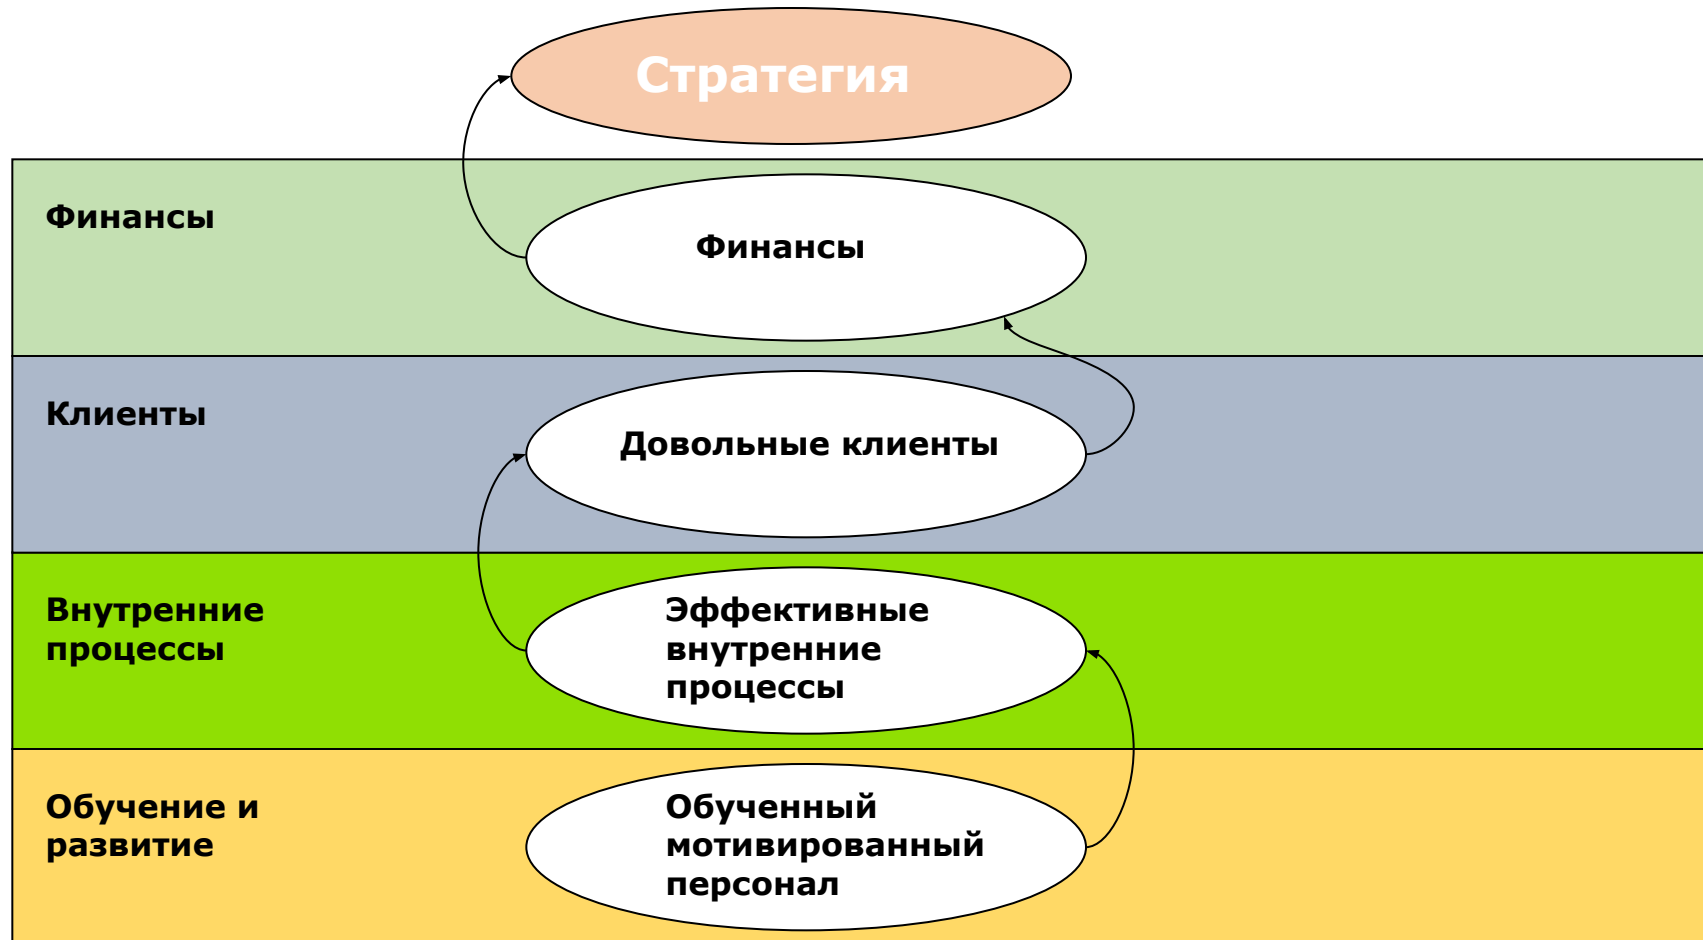 Стратегия
Финансы
Финансы
Клиенты
Довольные клиенты
Внутренние
процессы
Эффективные
внутренние
процессы
Обучение и
развитие
Обученный
мотивированный
персонал